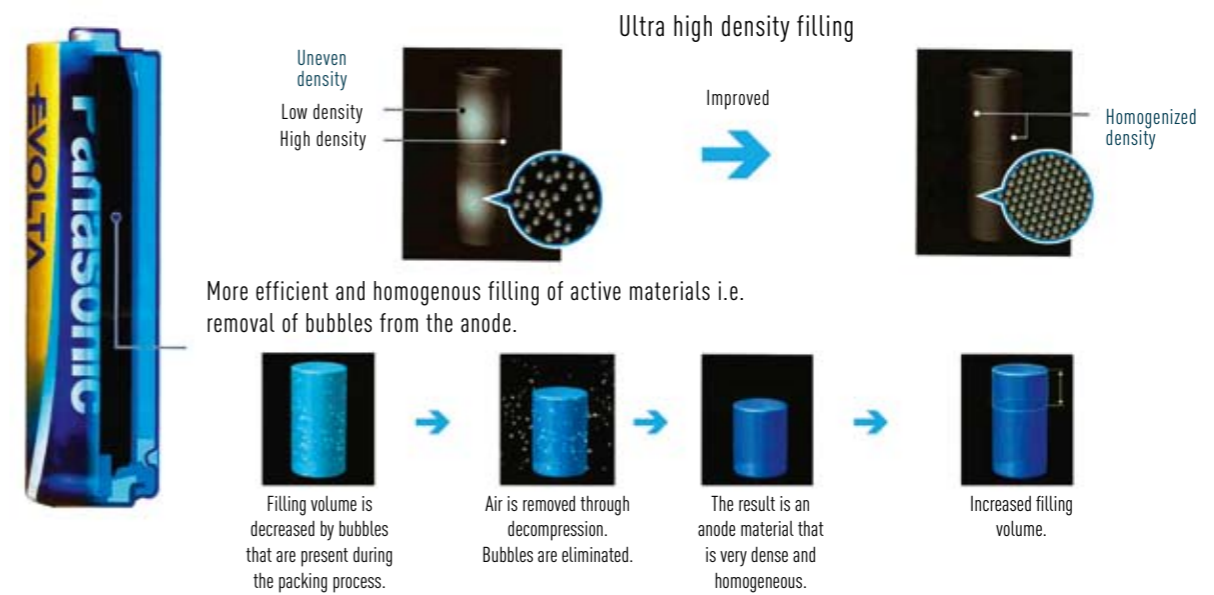 Ultra high density filling
Uneven
density
Low density
High density
Improved
Homogenized
density
EVOLTA
Panasonic
More efficient and homogenous filling of active materials i.e.
removal of bubbles from the anode.
Filling volume is
decreased by bubbles
that are present during
the packing process.
Air is removed through
decompression.
Bubbles are eliminated.
The result is an
anode material that
is very dense and
homogeneous.
Increased filling
volume.